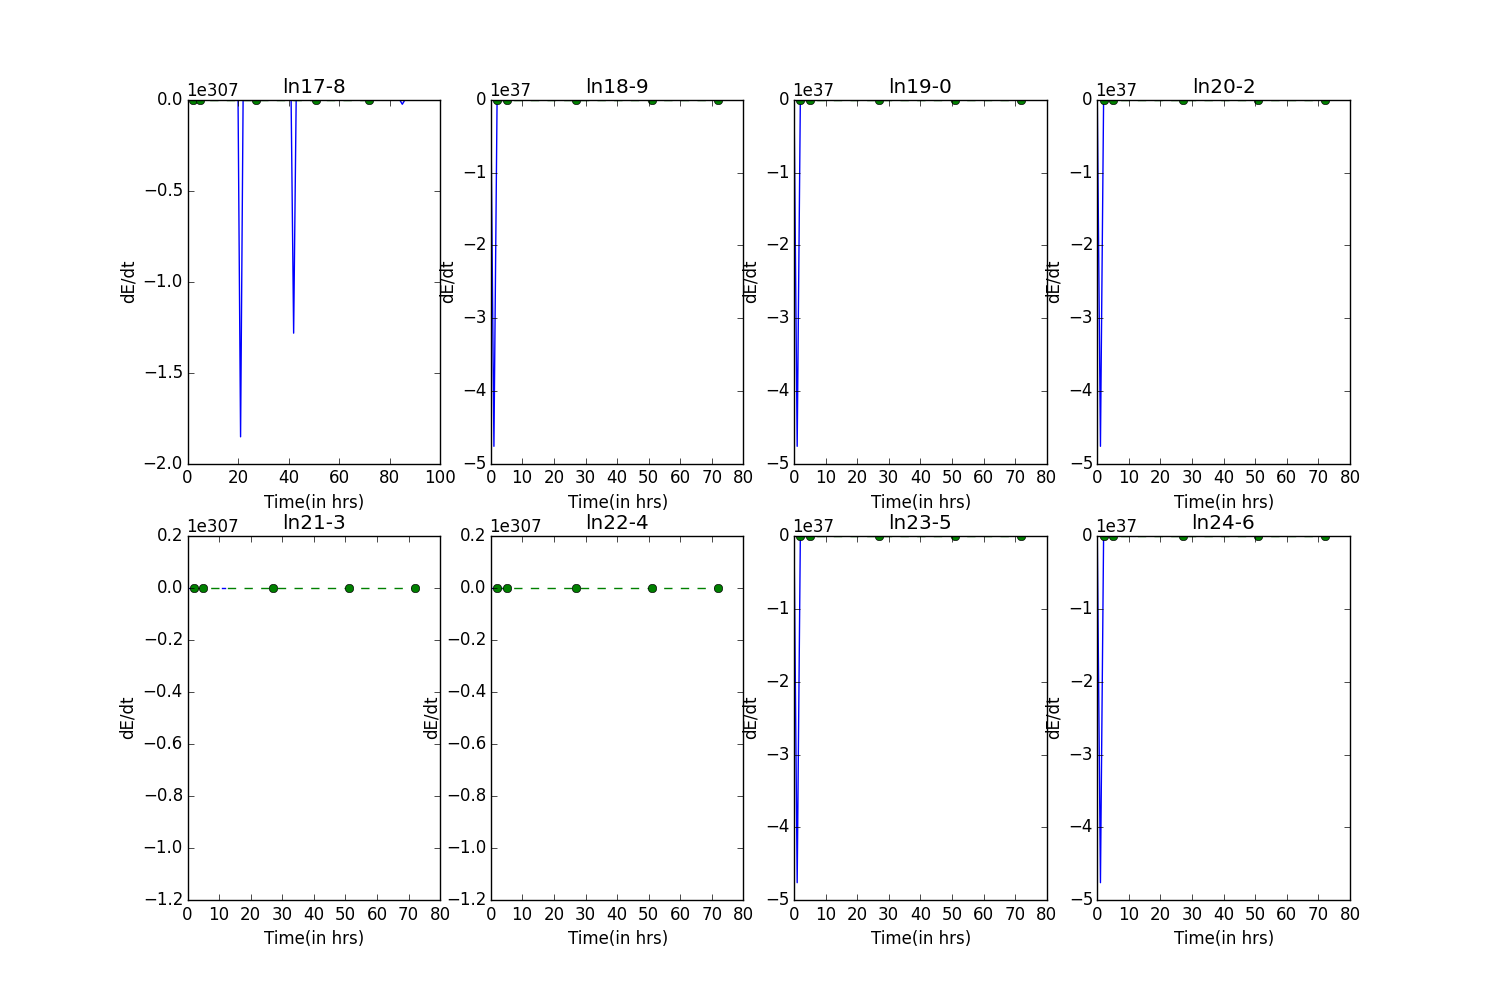 1e307 ln17-8 1e37 ln18-9 1e37 ln19-0 1e37 ln20-2
0.0 0 0 0
−0.5 −1 −1 −1
−2 −2 −2
dE/dt −1.0 dE/dt dE/dt dE/dt
−3 −3 −3
−1.5 −4 −4 −4
−2.0 −5 −5 −5
0 20 40 60 80 100 0 10 20 30 40 50 60 70 80 0 10 20 30 40 50 60 70 80 0 10 20 30 40 50 60 70 80
Time(in hrs) Time(in hrs) Time(in hrs) Time(in hrs)
1e307 ln21-3 1e307 ln22-4 1e37 ln23-5 1e37 ln24-6
0.2 0.2 0 0
0.0 0.0
−0.2 −0.2 −1 −1
−0.4 −0.4 −2 −2
dE/dt dE/dt dE/dt dE/dt
−0.6 −0.6 −3 −3
−0.8 −0.8 −4 −4
−1.0 −1.0
−1.2 −1.2 −5 −5
0 10 20 30 40 50 60 70 80 0 10 20 30 40 50 60 70 80 0 10 20 30 40 50 60 70 80 0 10 20 30 40 50 60 70 80
Time(in hrs) Time(in hrs) Time(in hrs) Time(in hrs)